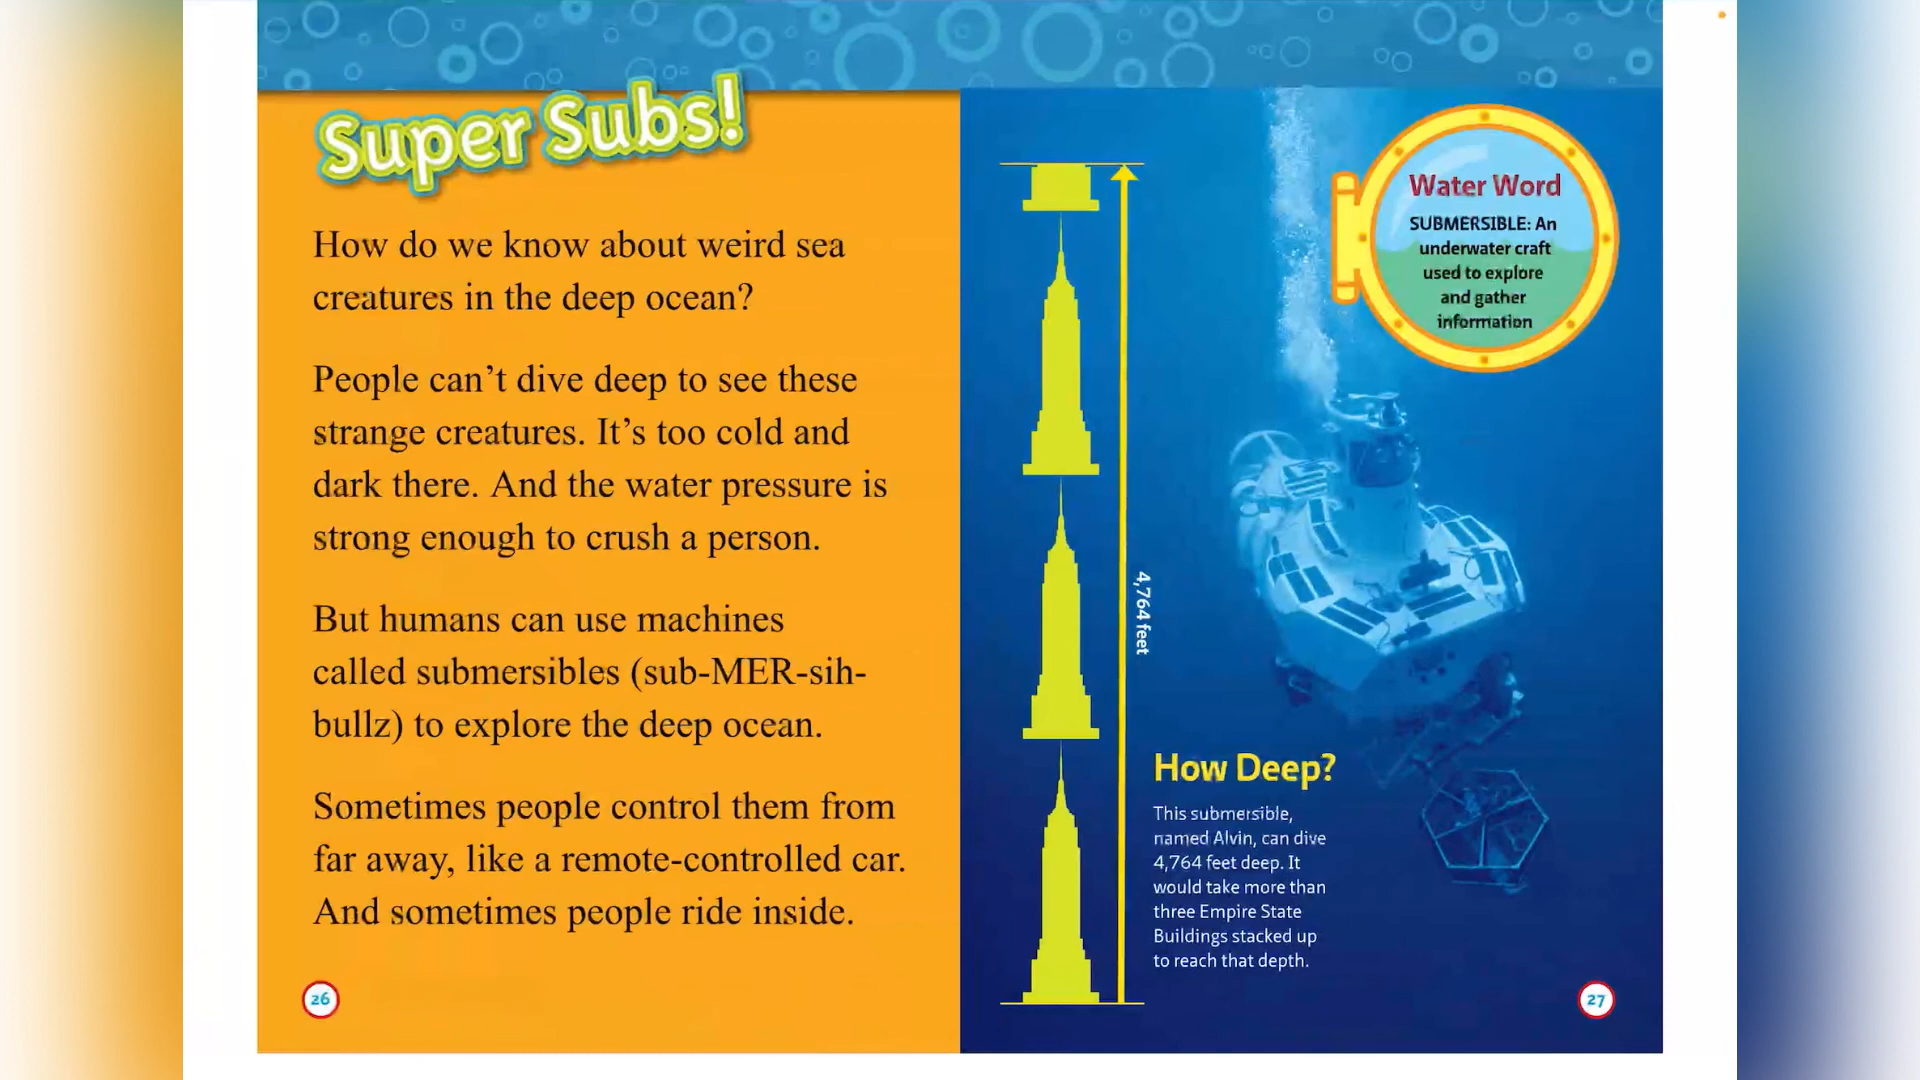 Super Subs!
How do we know about weird sea
creatures in the deep ocean?
People can’t dive deep to see these
strange creatures. It’s too cold and
dark there. And the water pressure is
strong enough to crush a person.
But humans can use machines
called submersibles (sub-MER-sih-
bullz) to explore the deep ocean.
Sometimes people control them from
far away, like a remote-controlled car.
And sometimes people ride inside.
26
Water Word
SUBMERSIBLE: An
underwater craft
used to explore
and gather
information
4,764 feet
How Deep?
This submersible,
named Alvin, can dive
4,764 feet deep. It
would take more than
three Empire State
Buildings stacked up
to reach that depth.
27